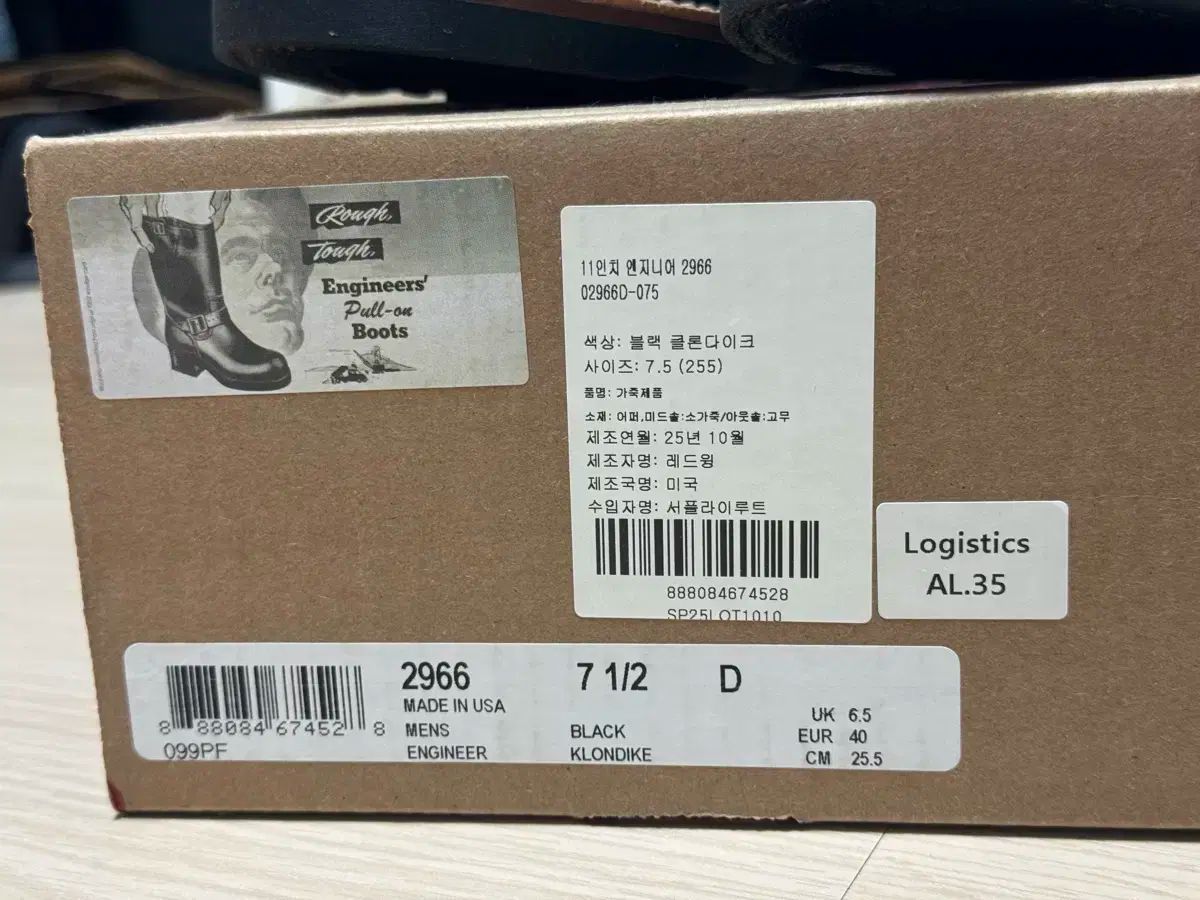 Rough,
Tough,
Engineers'
Pull-on
Boots
11인치 엔지니어 2966
02966D-075
색상: 블랙 클론다이크
사이즈: 7.5 (255)
품명: 가죽제품
소재: 어퍼,미드솔:소가죽/아웃솔:고무
제조연월: 25년 10월
제조자명: 레드윙
제조국명: 미국
수입자명: 서플라이루트
888084674528
SP25LOT1010
Logistics
AL.35
2966 7 1/2 D
MADE IN USA
MENS BLACK
ENGINEER KLONDIKE
8 88084 67452 8
099PF
UK 6.5
EUR 40
CM 25.5